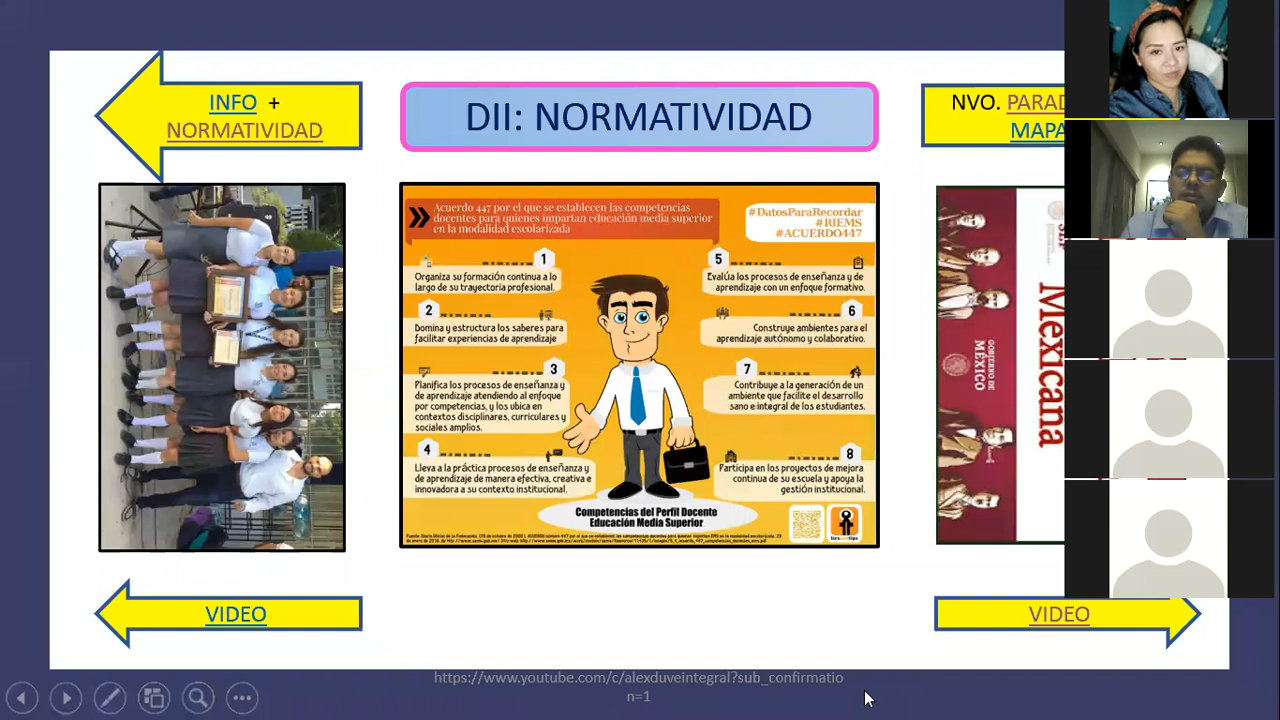 INFO +
NORMATIVIDAD
DII: NORMATIVIDAD
NVO. PARAD
MAPA
Acuerdo 447 por el que se establecen las competencias
docentes para quienes impartan educación media superior
en la modalidad escolarizada
#DatosParaRecordar
#RIEMS
#ACUERDO447
1
Organiza su formación continua a lo
largo de su trayectoria profesional.
2
Domina y estructura los saberes para
facilitar experiencias de aprendizaje
3
Planifica los procesos de enseñanza y
de aprendizaje atendiendo al enfoque
por competencias, y los ubica en
contextos disciplinares, curriculares y
sociales amplios.
4
Lleva a la práctica procesos de enseñanza y
de aprendizaje de manera efectiva, creativa e
innovadora a su contexto institucional.
5
Evalúa los procesos de enseñanza y de
aprendizaje con un enfoque formativo.
6
Construye ambientes para el
aprendizaje autónomo y colaborativo.
7
Contribuye a la generación de un
ambiente que facilite el desarrollo
sano e integral de los estudiantes.
8
Participa en los proyectos de mejora
continua de su escuela y apoya la
gestión institucional.
Competencias del Perfil Docente
Educación Media Superior
GOBIERNO DE
MÉXICO
Mexicana
VIDEO
VIDEO
https://www.youtube.com/c/alexduveintegral?sub_confirmatio
n=1